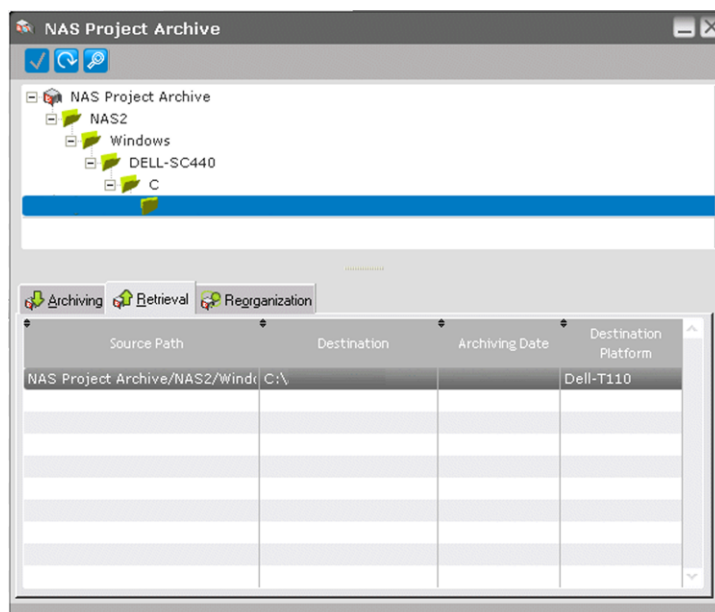 NAS Project Archive
NAS Project Archive
NAS2
Windows
DELL-SC440
C
Archiving Retrieval Reorganization
Source Path Destination Archiving Date Destination Platform
NAS Project Archive/NAS2/Wind C:\ Dell-T110